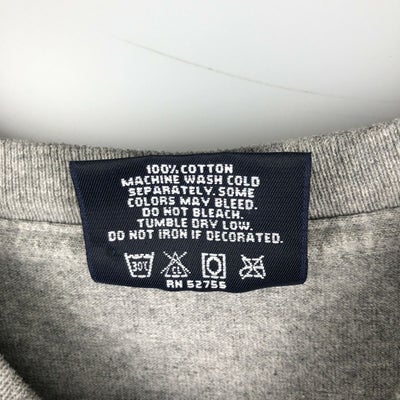 100% COTTON
MACHINE WASH COLD
SEPARATELY. SOME
COLORS MAY BLEED.
DO NOT BLEACH.
TUMBLE DRY LOW.
DO NOT IRON IF DECORATED.
30°C CL
RN 52755